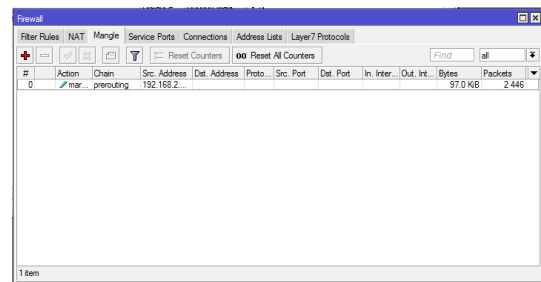 Firewall
Filter Rules NAT Mangle Service Ports Connections Address Lists Layer7 Protocols
Reset Counters 00 Reset All Counters Find all
# Action Chain Src. Address Dst. Address Proto... Src. Port Dst. Port In. Inter... Out. Int... Bytes Packets
0 mar... prerouting 192.168.2.... 97.0 KiB 2 446
1 item